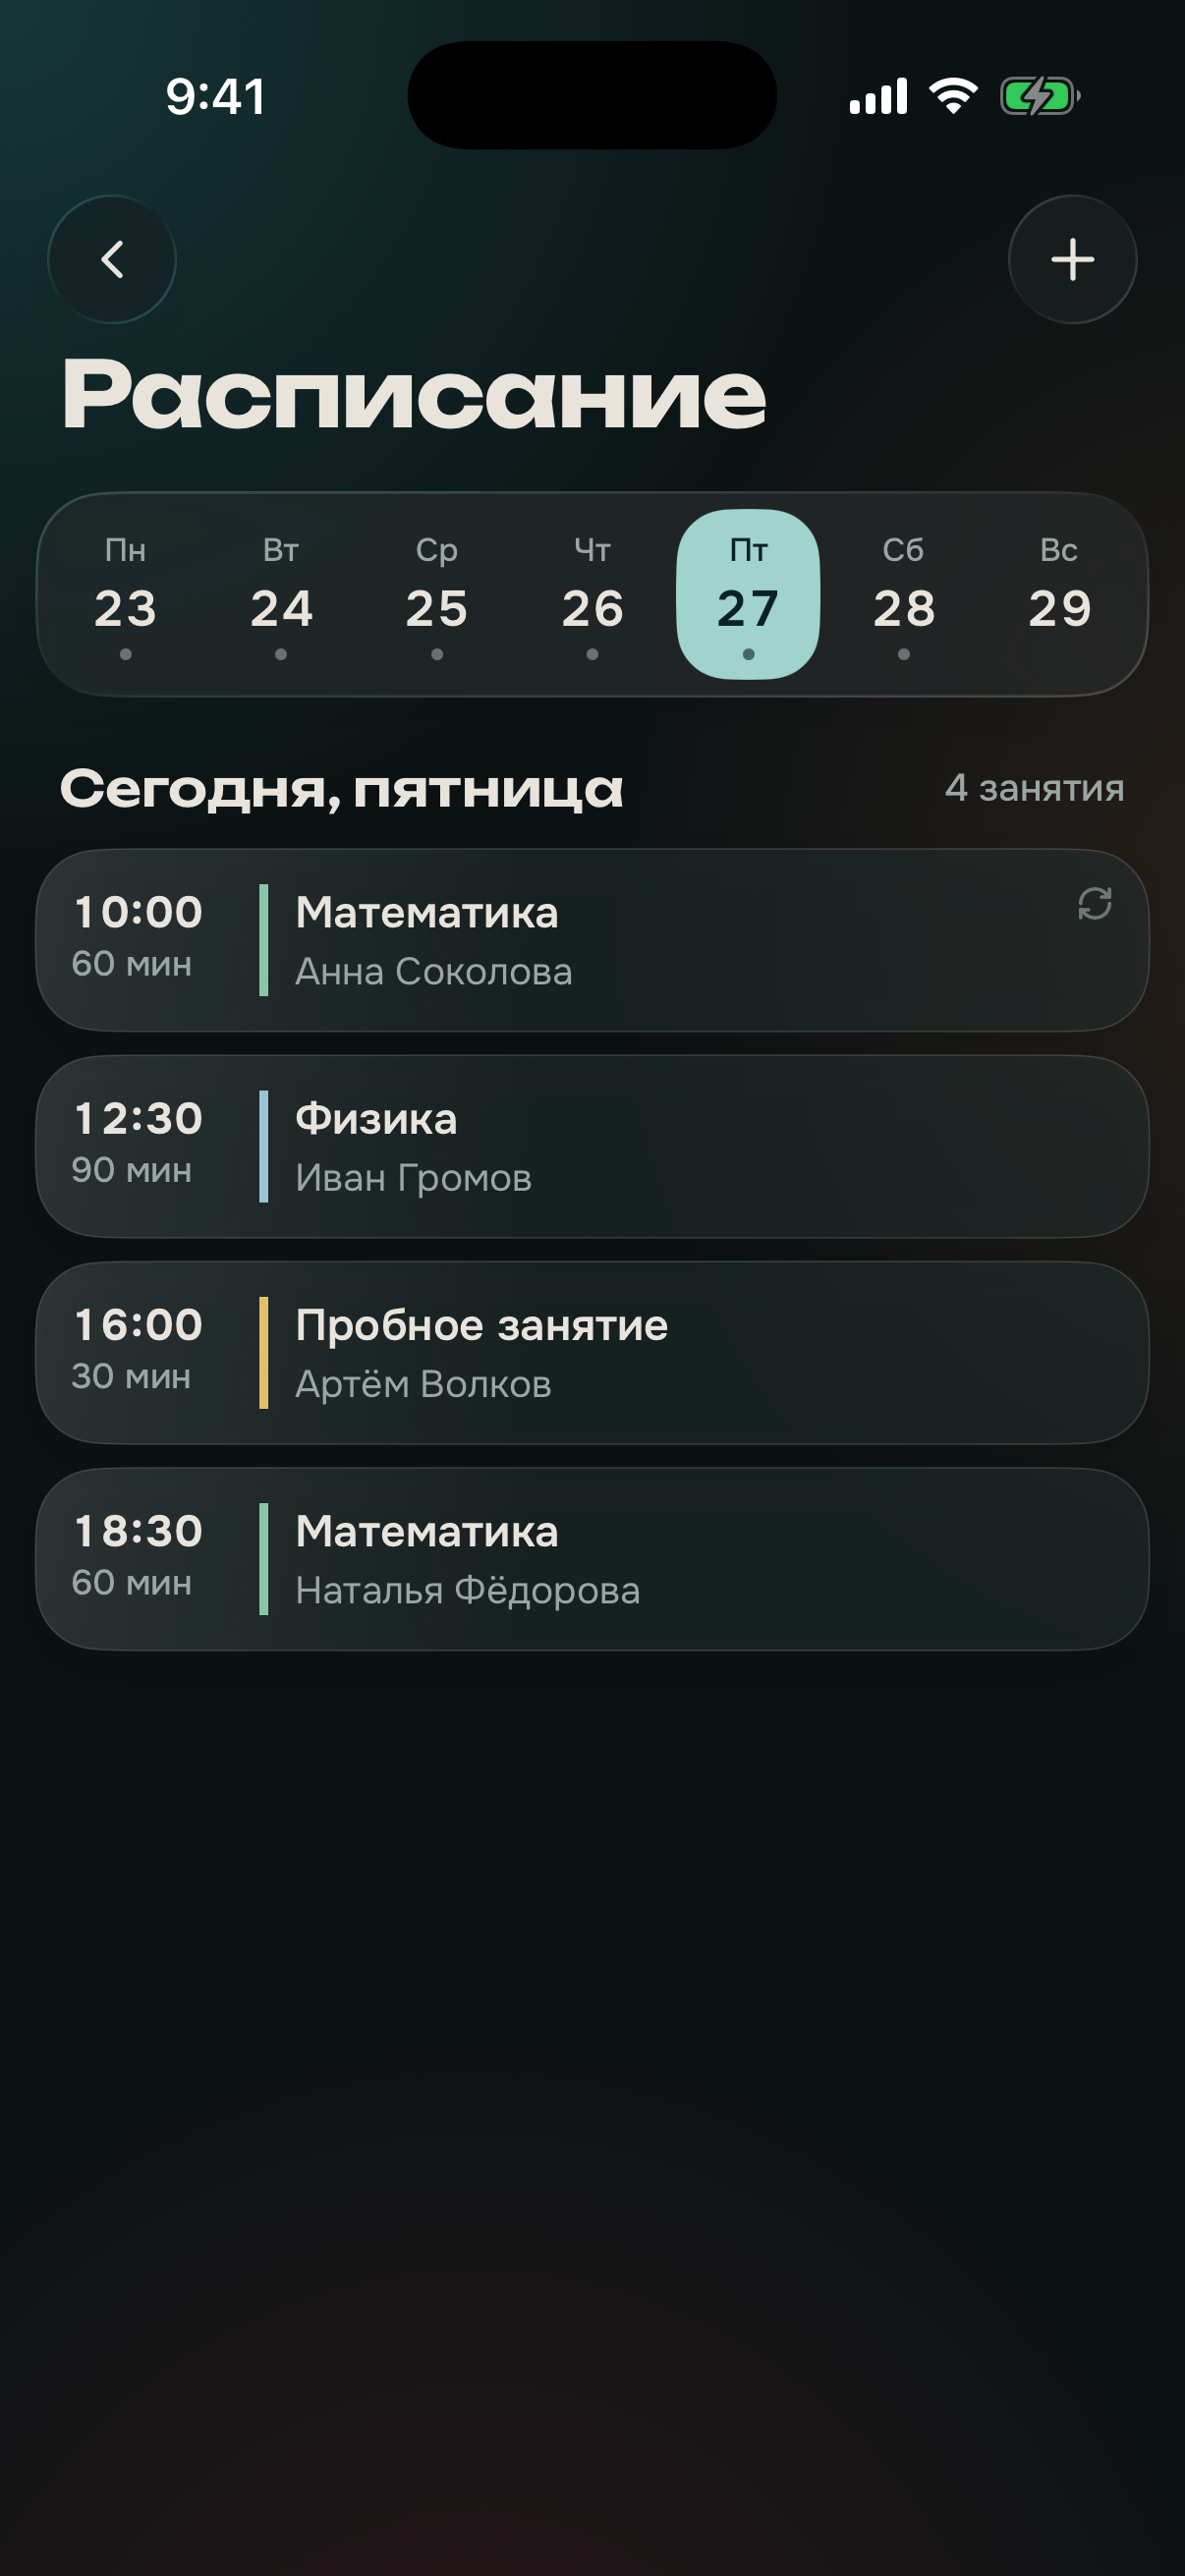 9:41
Расписание
Пн Вт Ср Чт Пт Сб Вс
23 24 25 26 27 28 29
Сегодня, пятница 4 занятия
10:00 Математика
60 мин Анна Соколова
12:30 Физика
90 мин Иван Громов
16:00 Пробное занятие
30 мин Артём Волков
18:30 Математика
60 мин Наталья Фёдорова